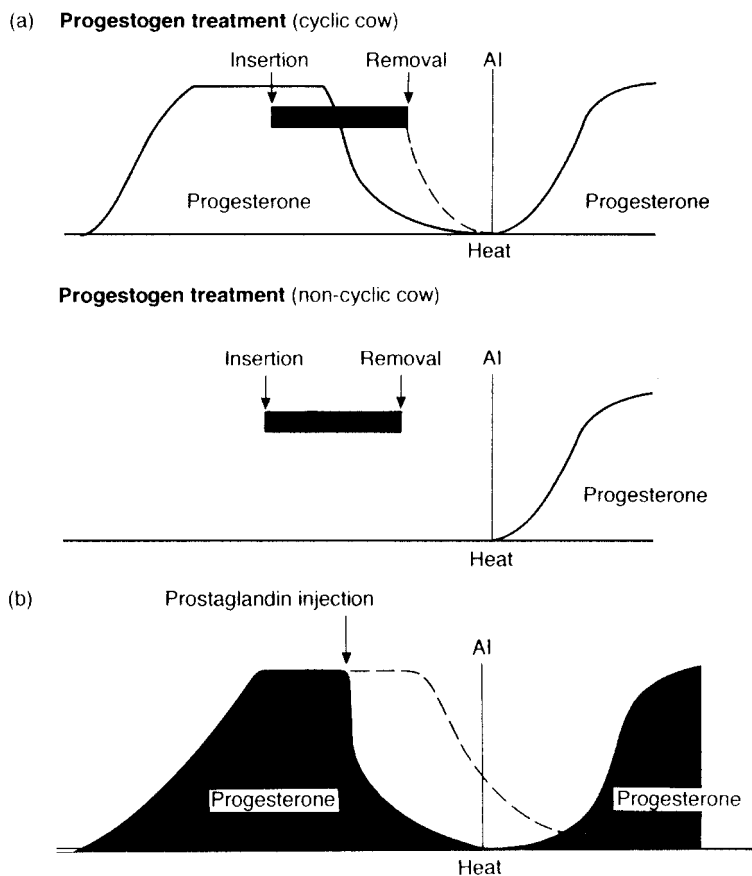 (a) Progestogen treatment (cyclic cow)
Insertion Removal AI
Progesterone Progesterone
Heat
Progestogen treatment (non-cyclic cow)
Insertion Removal AI
Progesterone
Heat
(b) Prostaglandin injection
AI
Progesterone Progesterone
Heat